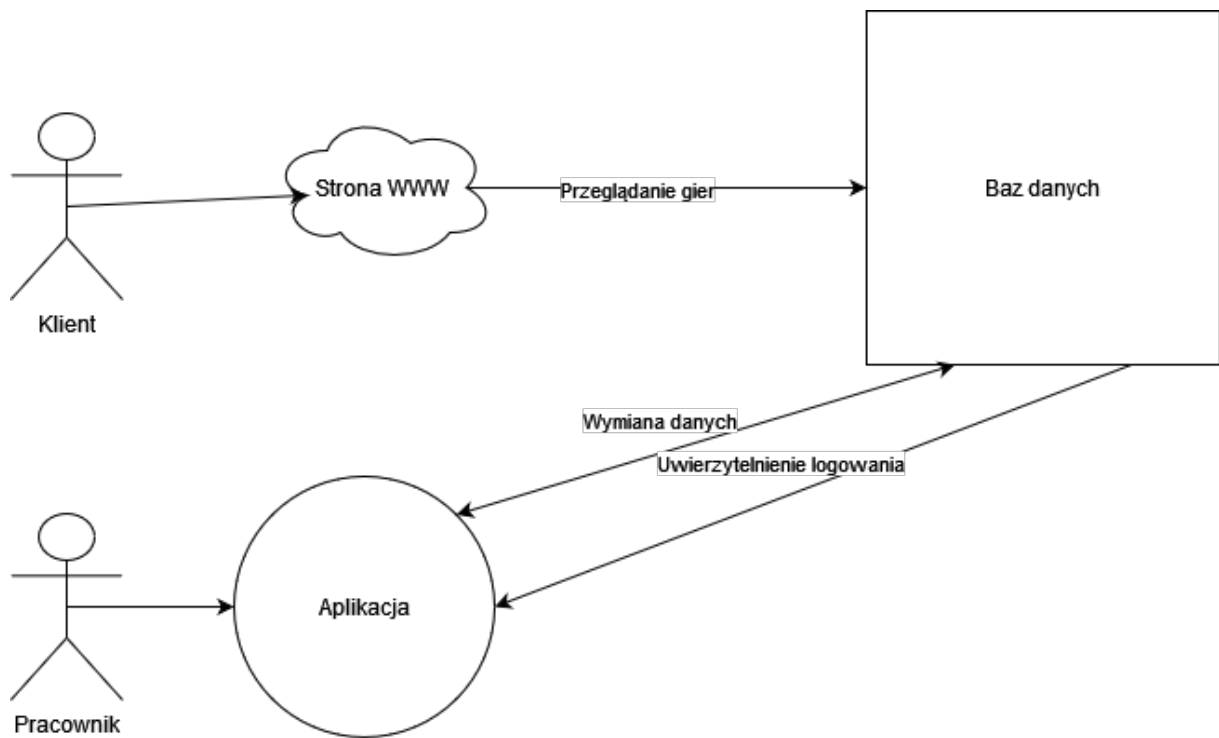 Klient
Strona WWW
Przeglądanie gier
Baz danych
Wymiana danych
Uwierzytelnienie logowania
Aplikacja
Pracownik